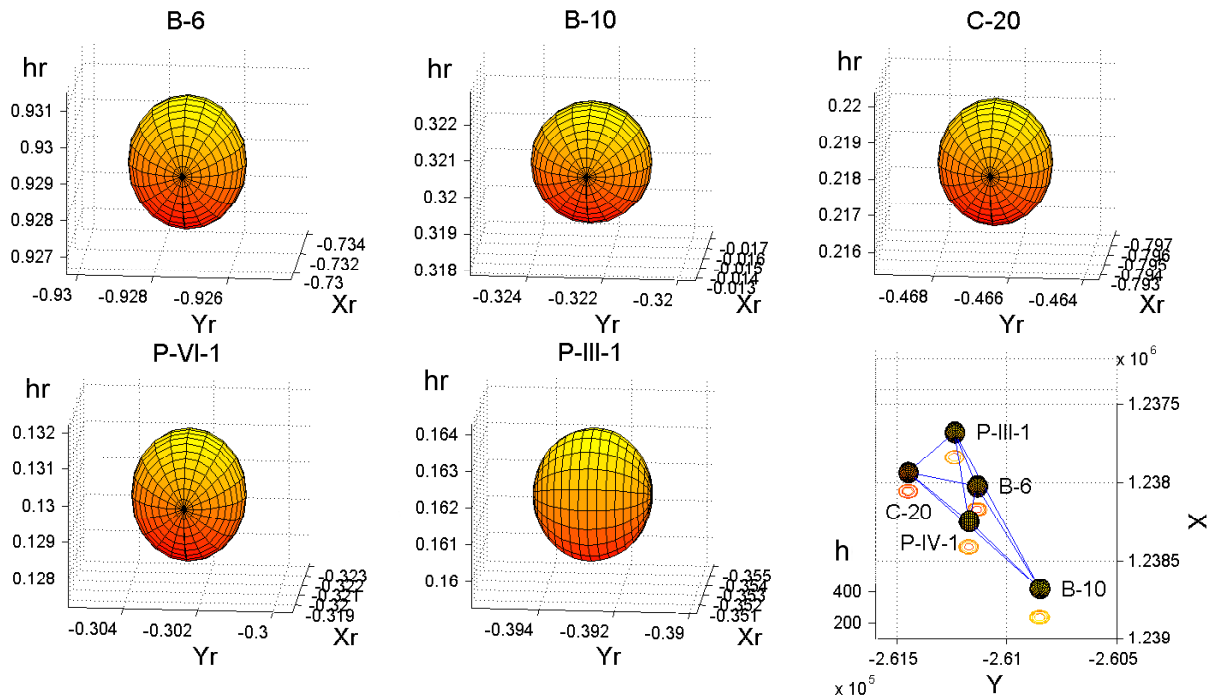 B-6
hr
0.931
0.93
0.929
0.928
0.927
-0.93
-0.928
-0.926
-0.734
-0.732
-0.73
Yr
Xr
B-10
hr
0.322
0.321
0.32
0.319
0.318
-0.324
-0.322
-0.32
-0.017
-0.016
-0.015
-0.014
-0.013
Yr
Xr
C-20
hr
0.22
0.219
0.218
0.217
0.216
-0.468
-0.466
-0.464
-0.797
-0.796
-0.795
-0.794
-0.793
Yr
Xr
P-VI-1
hr
0.132
0.131
0.13
0.129
0.128
-0.304
-0.302
-0.3
-0.323
-0.322
-0.321
-0.32
-0.319
Yr
Xr
P-III-1
hr
0.164
0.163
0.162
0.161
0.16
-0.394
-0.392
-0.39
-0.355
-0.354
-0.353
-0.352
-0.351
Yr
Xr
x 10^6
1.2375
1.238
1.2385
1.239
X
P-III-1
B-6
C-20
P-IV-1
B-10
h
400
200
-2.615
-2.61
-2.605
x 10^5
Y